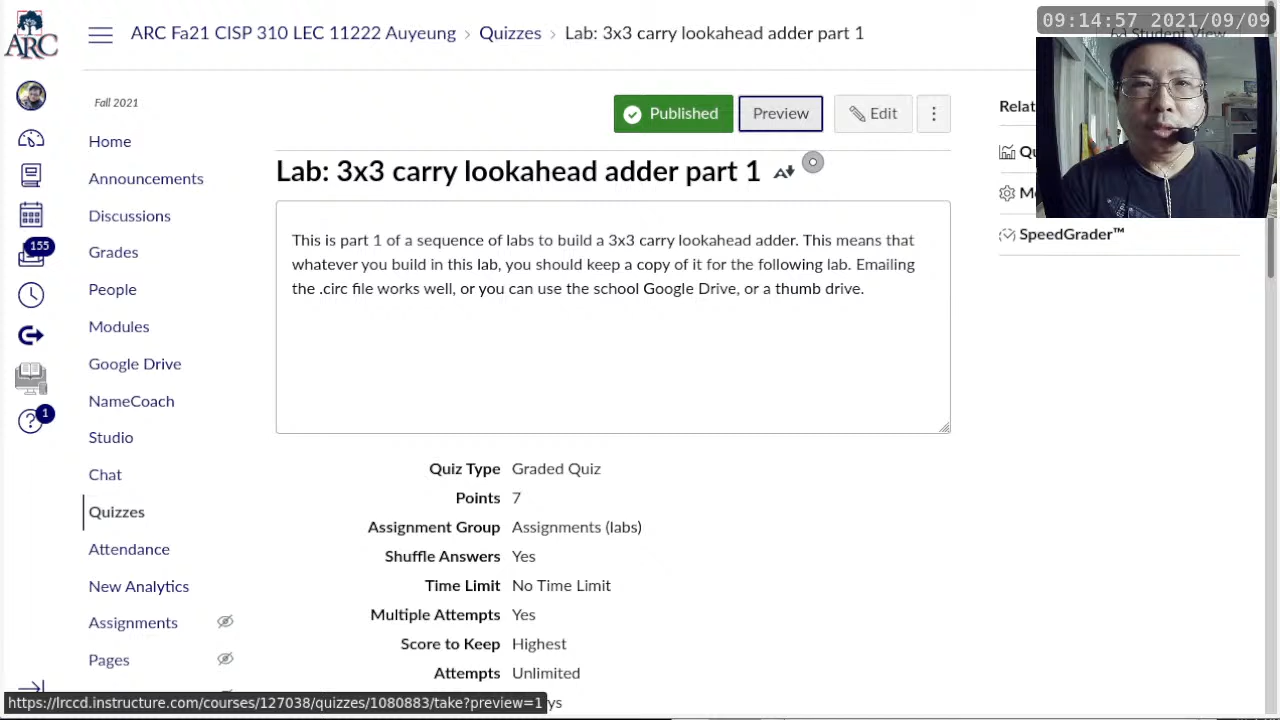 09:14:57 2021/09/09
ARC
ARC Fa21 CISP 310 LEC 11222 Auyeung › Quizzes › Lab: 3x3 carry lookahead adder part 1
Student View
Fall 2021
Home
Announcements
Discussions
Grades
People
Modules
Google Drive
NameCoach
Studio
Chat
Quizzes
Attendance
New Analytics
Assignments
Pages
155
1
Published
Preview
Edit
Lab: 3x3 carry lookahead adder part 1
This is part 1 of a sequence of labs to build a 3x3 carry lookahead adder. This means that
whatever you build in this lab, you should keep a copy of it for the following lab. Emailing
the .circ file works well, or you can use the school Google Drive, or a thumb drive.
Quiz Type Graded Quiz
Points 7
Assignment Group Assignments (labs)
Shuffle Answers Yes
Time Limit No Time Limit
Multiple Attempts Yes
Score to Keep Highest
Attempts Unlimited
SpeedGrader™
https://lrccd.instructure.com/courses/127038/quizzes/1080883/take?preview=1